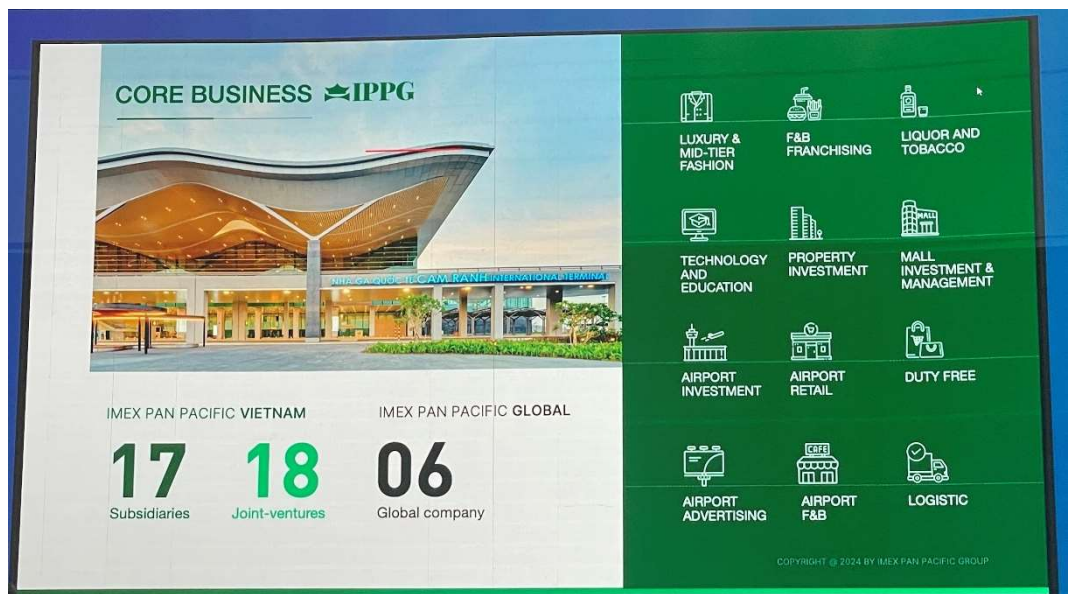 CORE BUSINESS IPPG
NHÀ GA QUỐC TẾ CAM RANH INTERNATIONAL TERMINAL
IMEX PAN PACIFIC VIETNAM
17
Subsidiaries
18
Joint-ventures
IMEX PAN PACIFIC GLOBAL
06
Global company
LUXURY &
MID-TIER
FASHION
F&B
FRANCHISING
LIQUOR AND
TOBACCO
TECHNOLOGY
AND
EDUCATION
PROPERTY
INVESTMENT
MALL
MALL
INVESTMENT &
MANAGEMENT
AIRPORT
INVESTMENT
AIRPORT
RETAIL
DUTY FREE
AIRPORT
ADVERTISING
CAFE
AIRPORT
F&B
LOGISTIC
COPYRIGHT @ 2024 BY IMEX PAN PACIFIC GROUP